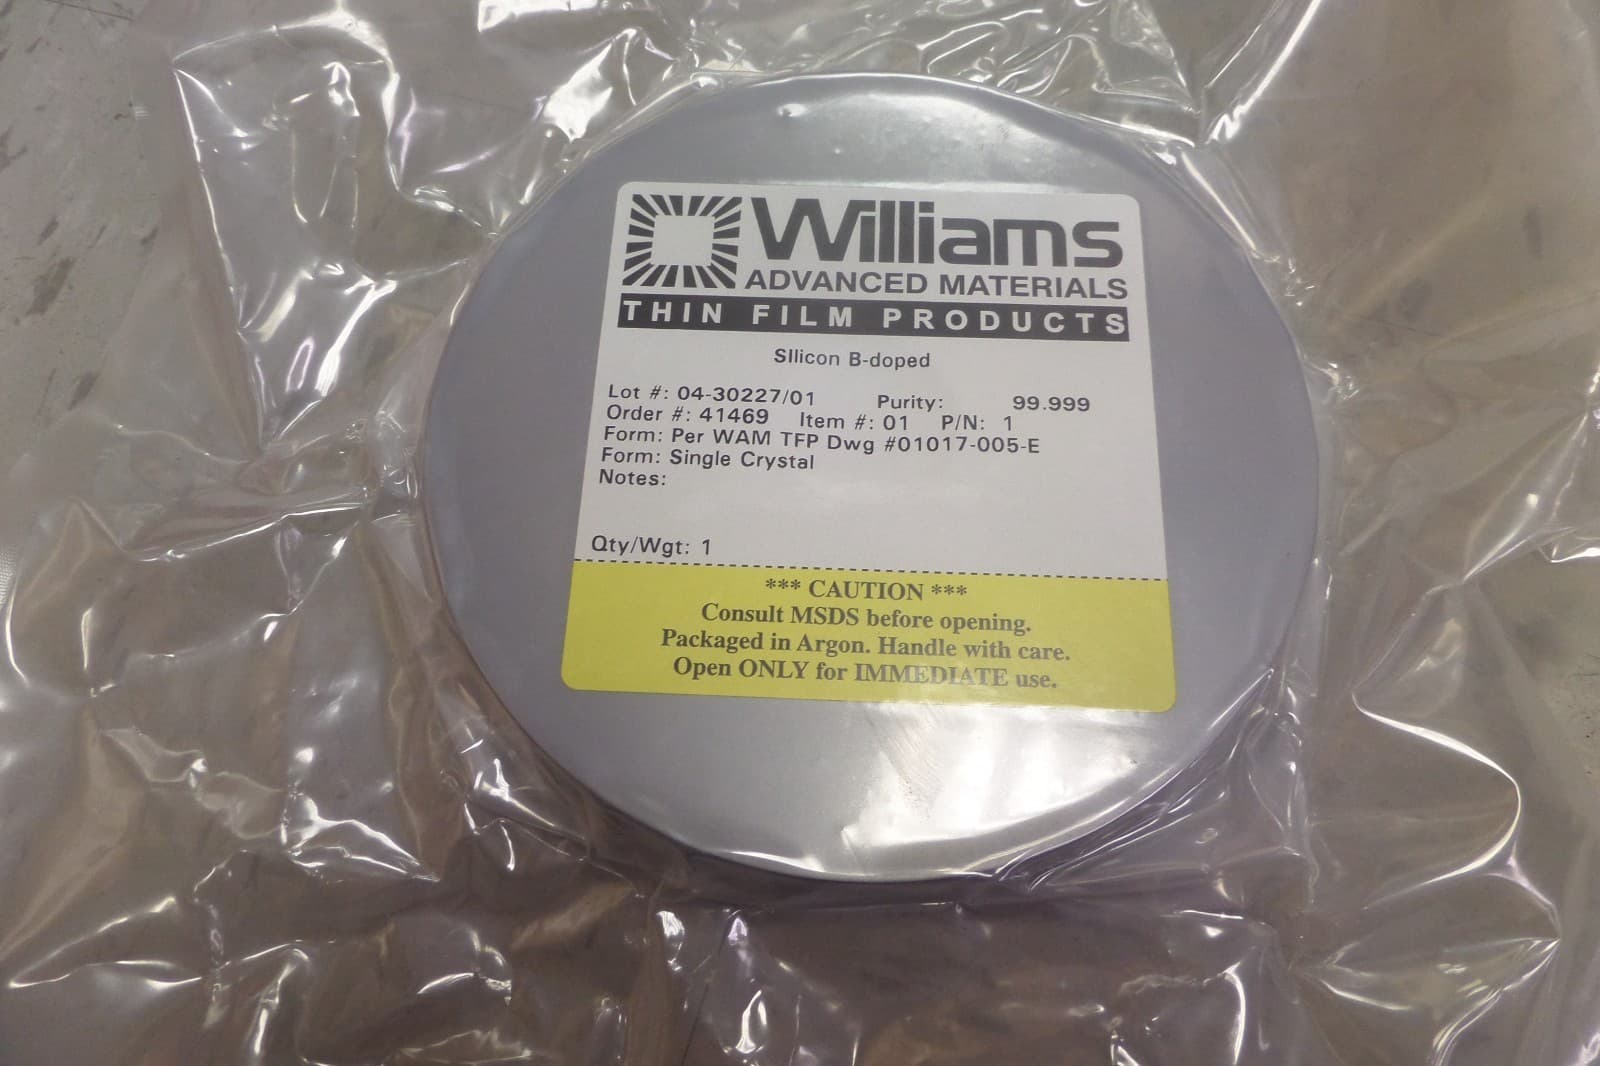 Williams
ADVANCED MATERIALS
THIN FILM PRODUCTS
SIlicon B-doped
Lot #: 04-30227/01 Purity: 99.999
Order #: 41469 Item #: 01 P/N: 1
Form: Per WAM TFP Dwg #01017-005-E
Form: Single Crystal
Notes:
Qty/Wgt: 1
*** CAUTION ***
Consult MSDS before opening.
Packaged in Argon. Handle with care.
Open ONLY for IMMEDIATE use.